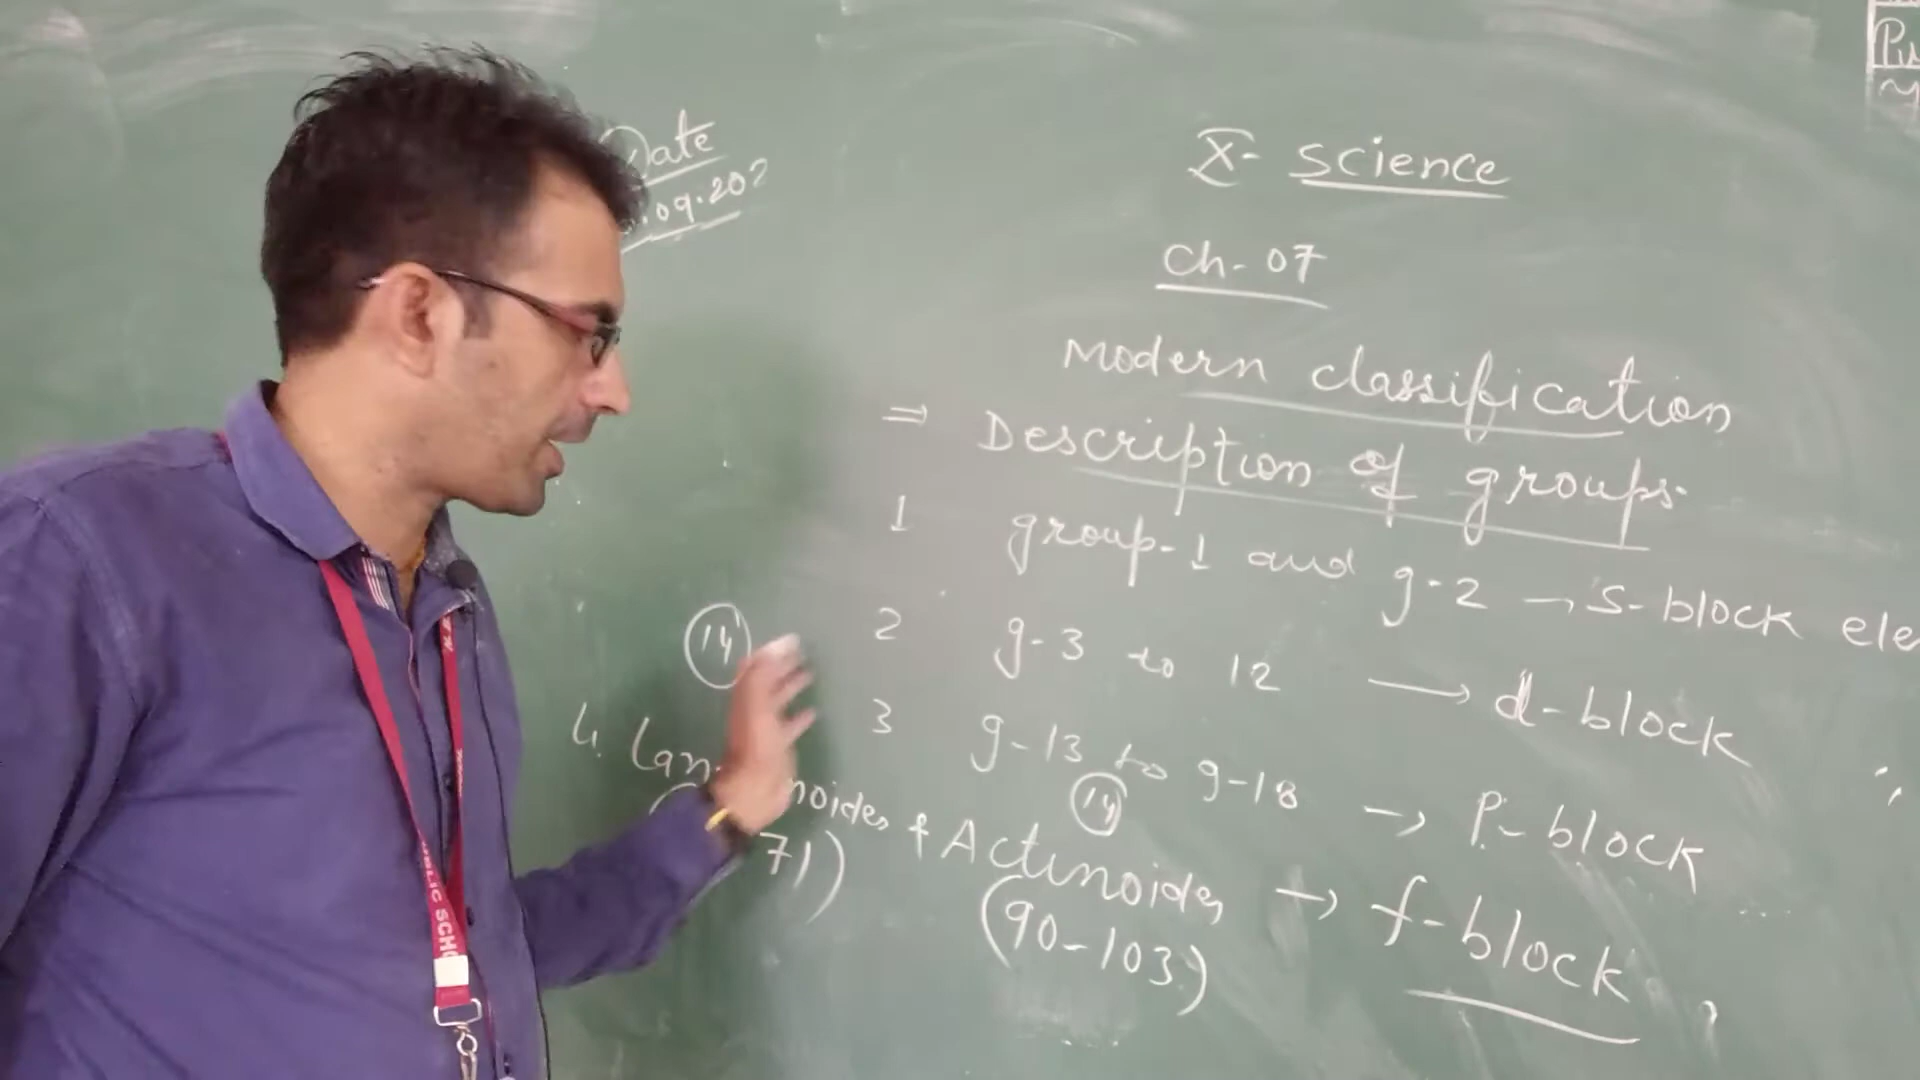 Date
.09.202
X- science
Ch-07
Modern classification
⇒ Description of groups.
1 group-1 and g-2 → S-block ele
2 g-3 to 12 → d-block
14
3 g-13 to g-18 → P-block
14
4. Lan noides + Actinoides → f-block
71) (90-103)
BLIC SCHO